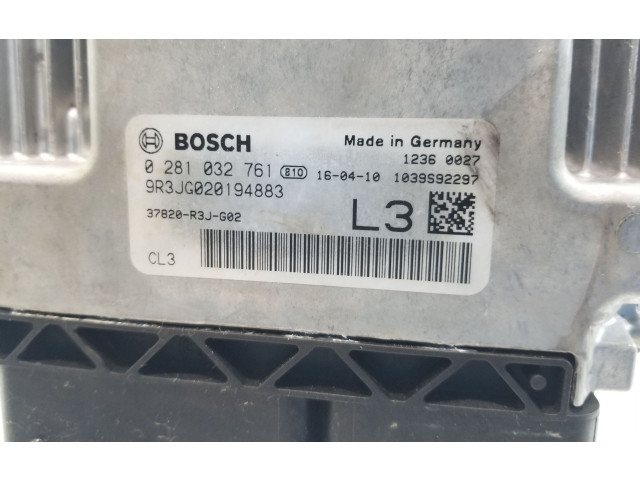 BOSCH Made in Germany
1236 0027
0 281 032 761 810 16-04-10 1039S92297
9R3JG020194883
37820-R3J-G02 L3
CL3